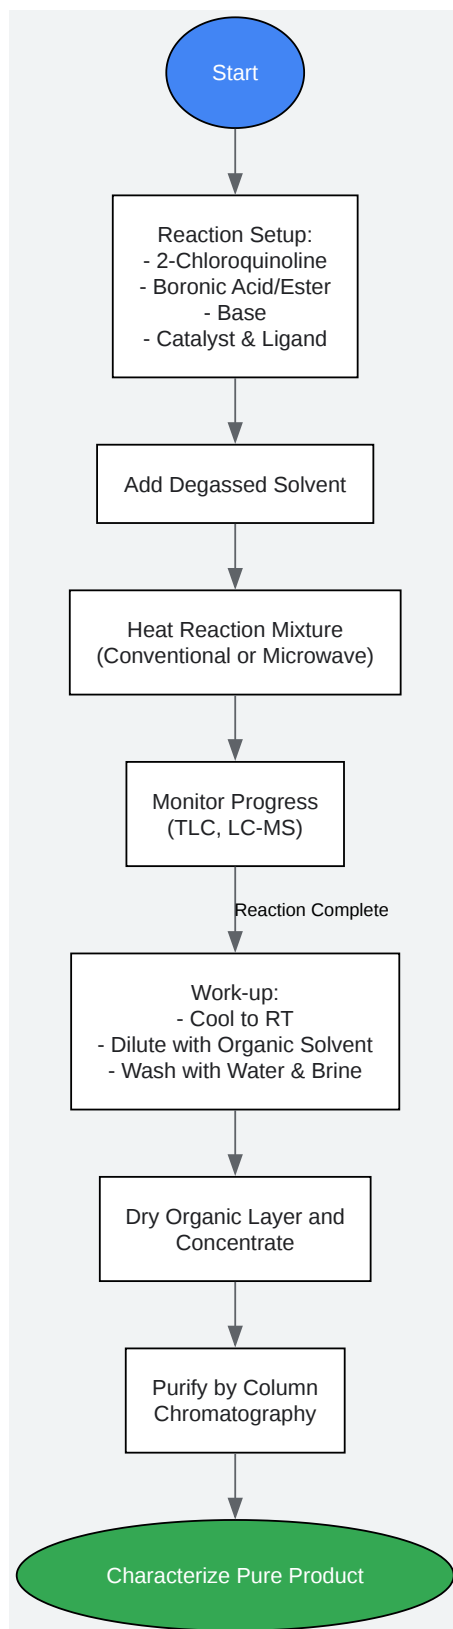 Start
Reaction Setup:
- 2-Chloroquinoline
- Boronic Acid/Ester
- Base
- Catalyst & Ligand
Add Degassed Solvent
Heat Reaction Mixture
(Conventional or Microwave)
Monitor Progress
(TLC, LC-MS)
Reaction Complete
Work-up:
- Cool to RT
- Dilute with Organic Solvent
- Wash with Water & Brine
Dry Organic Layer and
Concentrate
Purify by Column
Chromatography
Characterize Pure Product